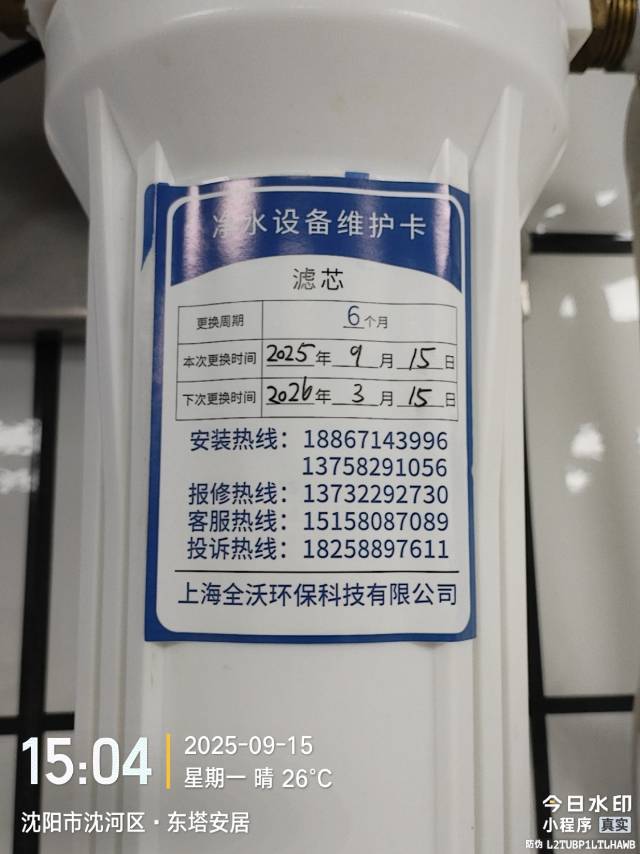 净水设备维护卡
滤芯
更换周期 6个月
本次更换时间 2025年 9月 15日
下次更换时间 2026年 3月 15日
安装热线：18867143996
13758291056
报修热线：13732292730
客服热线：15158087089
投诉热线：18258897611
上海全沃环保科技有限公司
15:04
2025-09-15
星期一 晴 26℃
沈阳市沈河区·东塔安居
今日水印
小程序 真实
防伪 L2TUBP1LTLHAWB